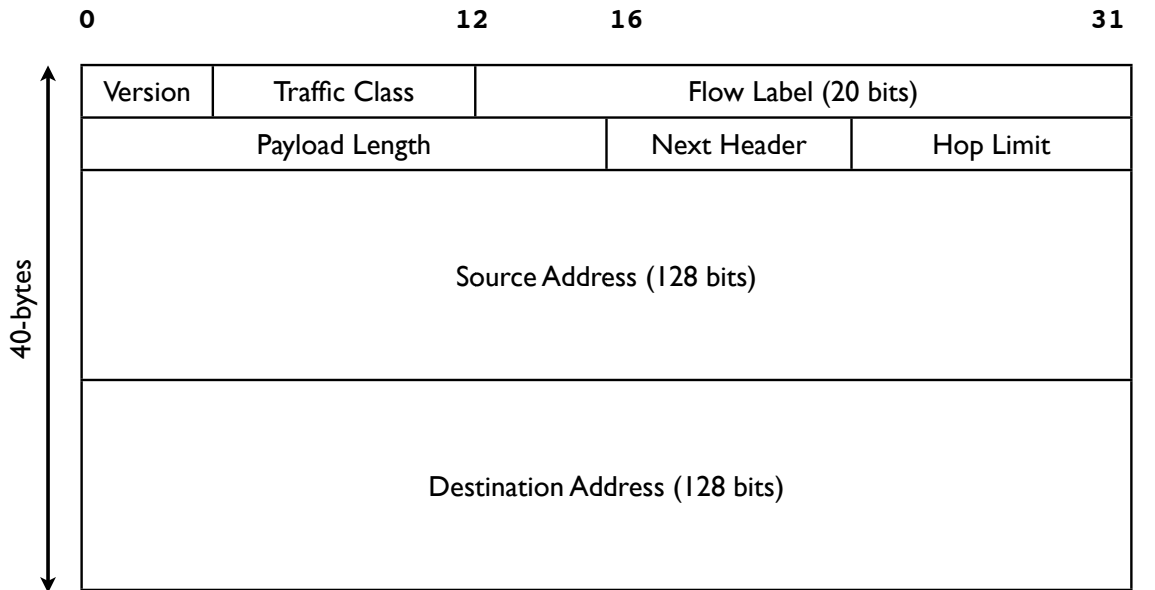 0 12 16 31
Version Traffic Class Flow Label (20 bits)
Payload Length Next Header Hop Limit
Source Address (128 bits)
40-bytes
Destination Address (128 bits)